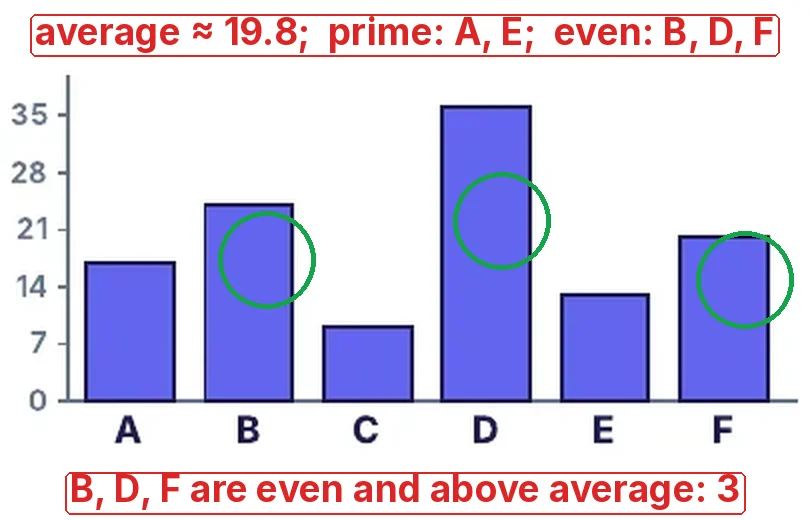 average ≈ 19.8; prime: A, E; even: B, D, F
35
28
21
14
7
0
A B C D E F
B, D, F are even and above average: 3